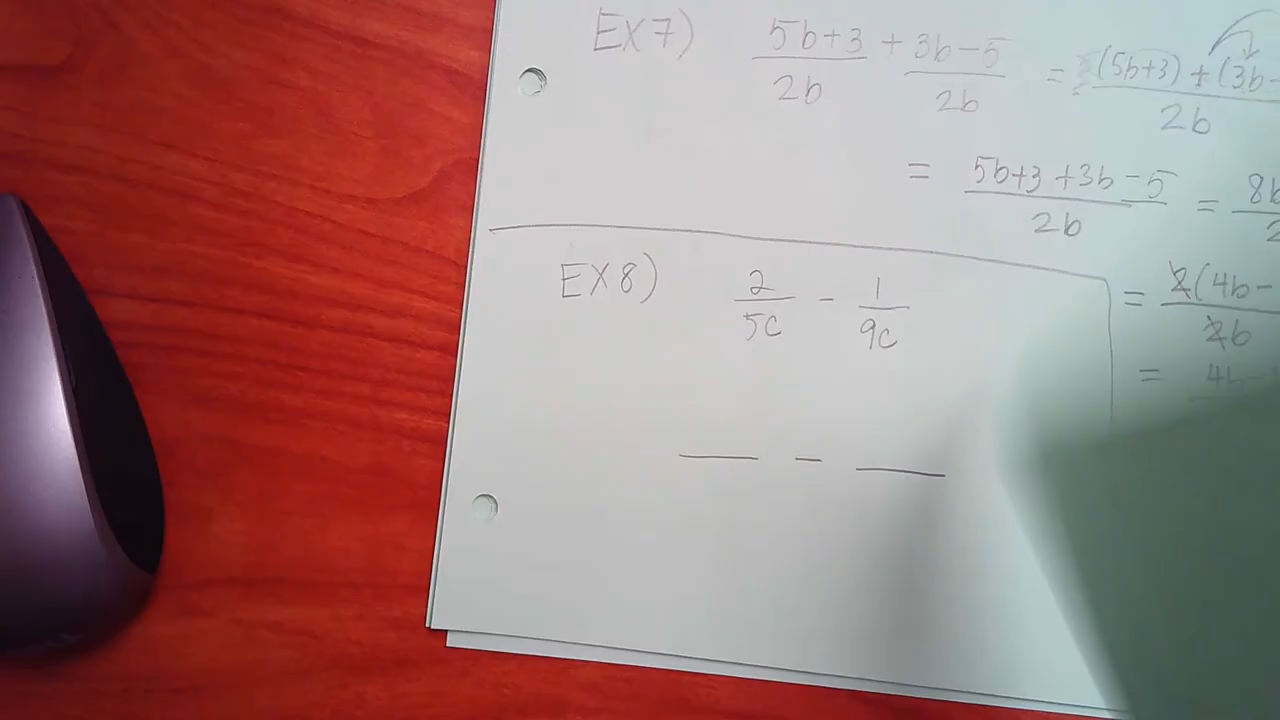 EX7) (5b+3)/2b + (3b-5)/2b = ((5b+3) + (3b-)/2b
= (5b+3+3b-5)/2b = 8b/2
= 2(4b-)/2b
= 4b-
EX8) 2/5c - 1/9c
-